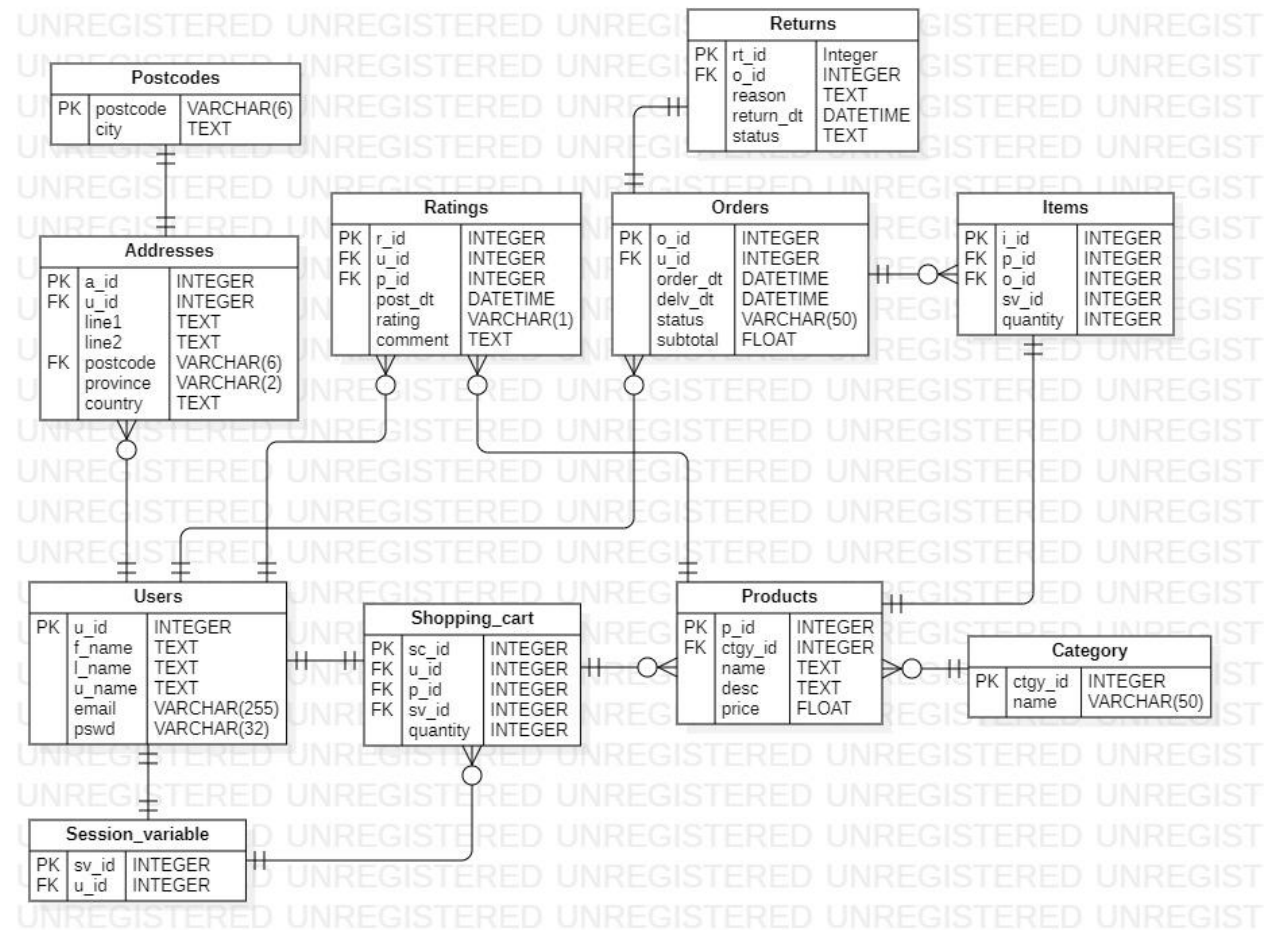 UNREGISTERED UNREGISTERED UNREGISTERED UNREGISTERED UNREGIST
Returns
PK rt_id Integer
FK o_id INTEGER
reason TEXT
return_dt DATETIME
status TEXT
Postcodes
PK postcode VARCHAR(6)
city TEXT
Addresses
PK a_id INTEGER
FK u_id INTEGER
line1 TEXT
line2 TEXT
FK postcode VARCHAR(6)
province VARCHAR(2)
country TEXT
Ratings
PK r_id INTEGER
FK u_id INTEGER
FK p_id INTEGER
post_dt DATETIME
rating VARCHAR(1)
comment TEXT
Orders
PK o_id INTEGER
FK u_id INTEGER
order_dt DATETIME
delv_dt DATETIME
status VARCHAR(50)
subtotal FLOAT
Items
PK i_id INTEGER
FK p_id INTEGER
FK o_id INTEGER
sv_id INTEGER
quantity INTEGER
Users
PK u_id INTEGER
f_name TEXT
l_name TEXT
u_name TEXT
email VARCHAR(255)
pswd VARCHAR(32)
Shopping_cart
PK sc_id INTEGER
FK u_id INTEGER
FK p_id INTEGER
FK sv_id INTEGER
quantity INTEGER
Products
PK p_id INTEGER
FK ctgy_id INTEGER
name TEXT
desc TEXT
price FLOAT
Category
PK ctgy_id INTEGER
name VARCHAR(50)
Session_variable
PK sv_id INTEGER
FK u_id INTEGER